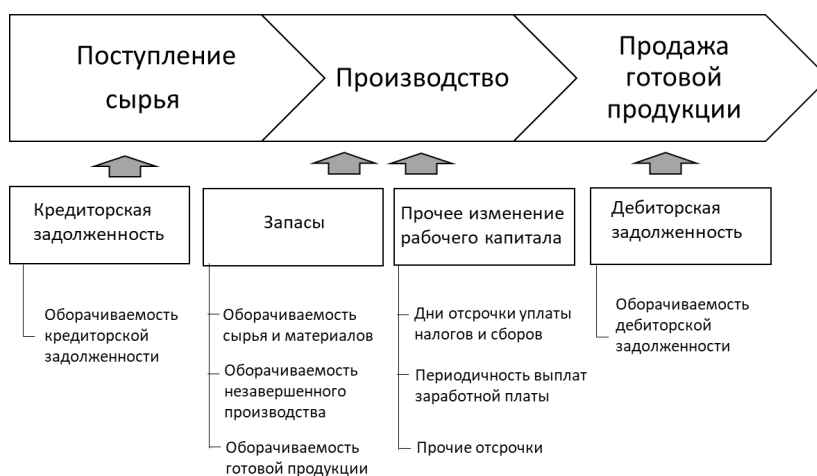 Поступление
сырья
Производство
Продажа
готовой
продукции
Кредиторская
задолженность
Запасы
Прочее изменение
рабочего капитала
Дебиторская
задолженность
Оборачиваемость
кредиторской
задолженности
Оборачиваемость
сырья и материалов
Оборачиваемость
незавершенного
производства
Оборачиваемость
готовой продукции
Дни отсрочки уплаты
налогов и сборов
Периодичность выплат
заработной платы
Прочие отсрочки
Оборачиваемость
дебиторской
задолженности